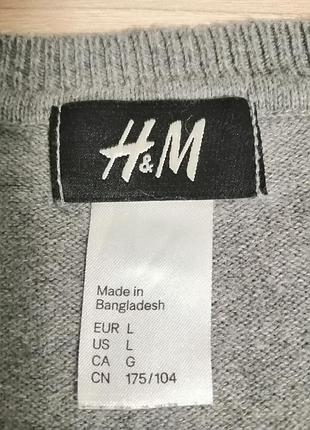 H&M
Made in
Bangladesh
EUR L
US L
CA G
CN 175/104